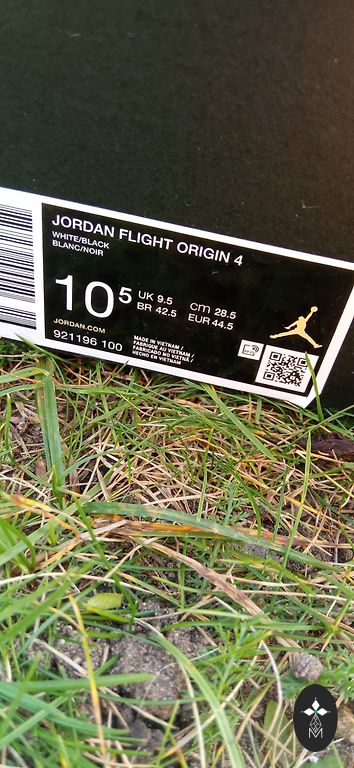 JORDAN FLIGHT ORIGIN 4
WHITE/BLACK
BLANC/NOIR
10⁵
UK 9.5 cm 28.5
BR 42.5 EUR 44.5
JORDAN.COM
921196 100
MADE IN VIETNAM /
FABRIQUE AU VIETNAM /
FABRICADO NO VIETNÃ /
HECHO EN VIETNAM
M